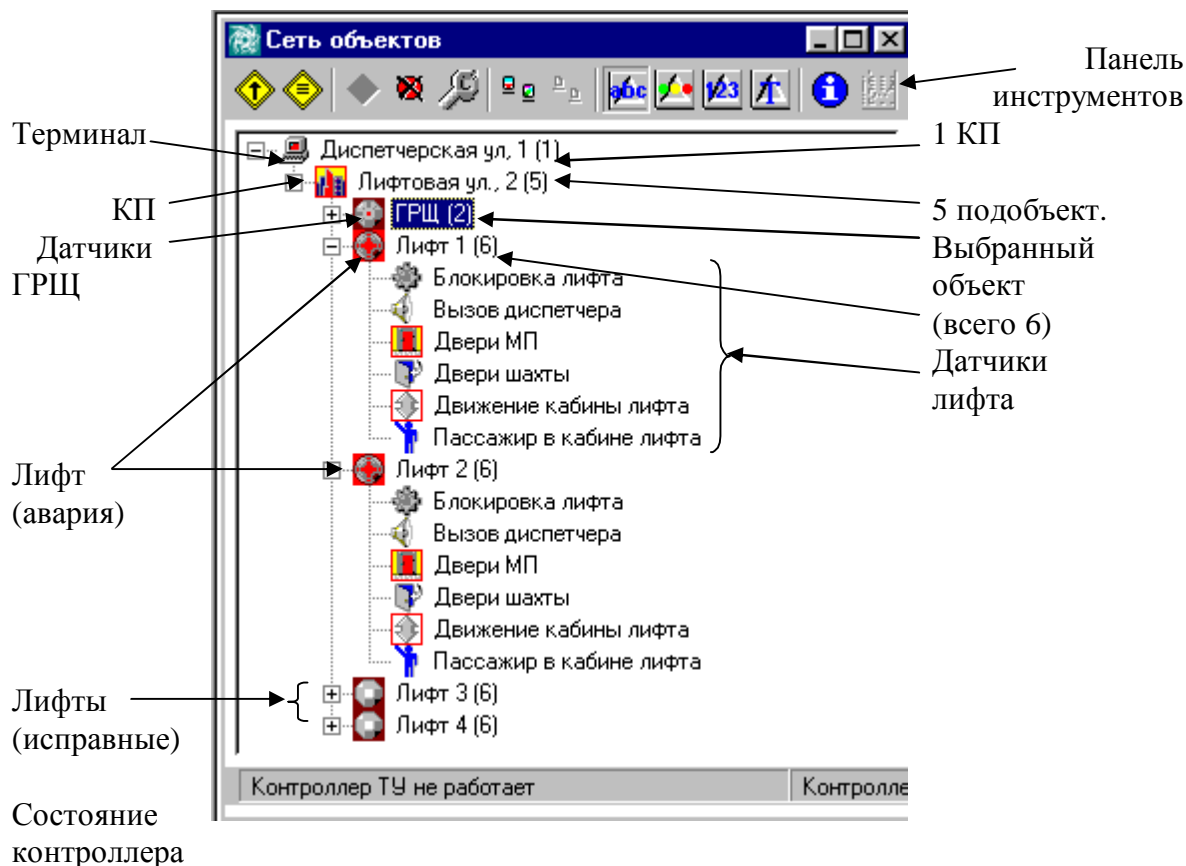 Сеть объектов
Панель
инструментов
abc
123
Терминал
1 КП
Диспетчерская ул, 1 (1)
Лифтовая ул., 2 (5)
КП
5 подобъект.
ГРЩ (2)
Датчики
ГРЩ
Выбранный
объект
(всего 6)
Лифт 1 (6)
Блокировка лифта
Вызов диспетчера
Двери МП
Двери шахты
Движение кабины лифта
Пассажир в кабине лифта
Датчики
лифта
Лифт
(авария)
Лифт 2 (6)
Блокировка лифта
Вызов диспетчера
Двери МП
Двери шахты
Движение кабины лифта
Пассажир в кабине лифта
Лифты
(исправные)
Лифт 3 (6)
Лифт 4 (6)
Контроллер ТУ не работает
Контролле
Состояние
контроллера